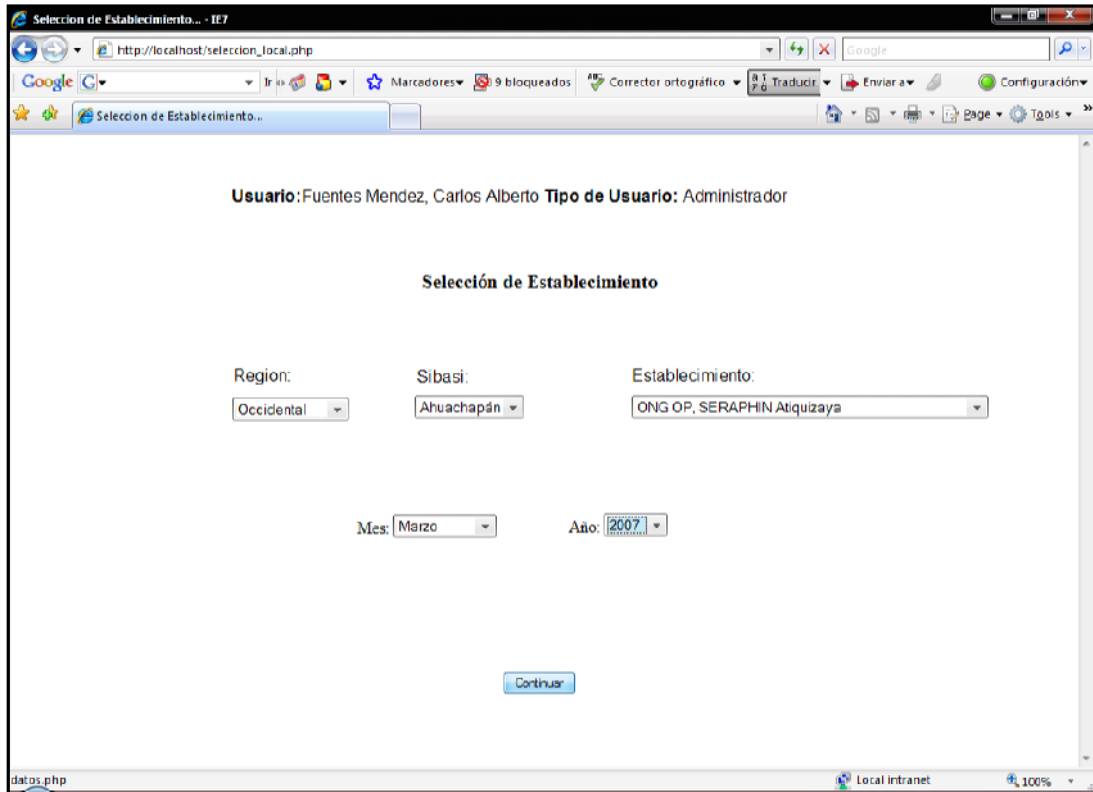 Seleccion de Establecimiento... - IE7
http://localhost/seleccion_local.php
Google
Google G Ir Marcadores 9 bloqueados Corrector ortográfico Traducir Enviar a Configuración
Seleccion de Establecimiento... Page Tools
Usuario:Fuentes Mendez, Carlos Alberto Tipo de Usuario: Administrador
Selección de Establecimiento
Region: Sibasi: Establecimiento:
Occidental Ahuachapán ONG OP, SERAPHIN Atiquizaya
Mes: Marzo Año: 2007
Continuar
datos.php Local intranet 100%